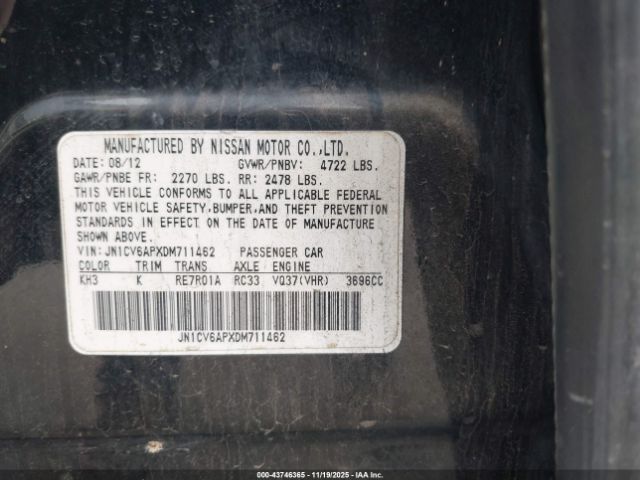 MANUFACTURED BY NISSAN MOTOR CO.,LTD.
DATE: 08/12 GVWR/PNBV: 4722 LBS.
GAWR/PNBE FR: 2270 LBS. RR: 2478 LBS.
THIS VEHICLE CONFORMS TO ALL APPLICABLE FEDERAL
MOTOR VEHICLE SAFETY,BUMPER,AND THEFT PREVENTION
STANDARDS IN EFFECT ON THE DATE OF MANUFACTURE
SHOWN ABOVE.
VIN: JN1CV6APXDM711462 PASSENGER CAR
COLOR TRIM TRANS AXLE ENGINE
KH3 K RE7R01A RC33 VQ37(VHR) 3696CC
JN1CV6APXDM711462
000-43746365 - 11/19/2025 - IAA Inc.